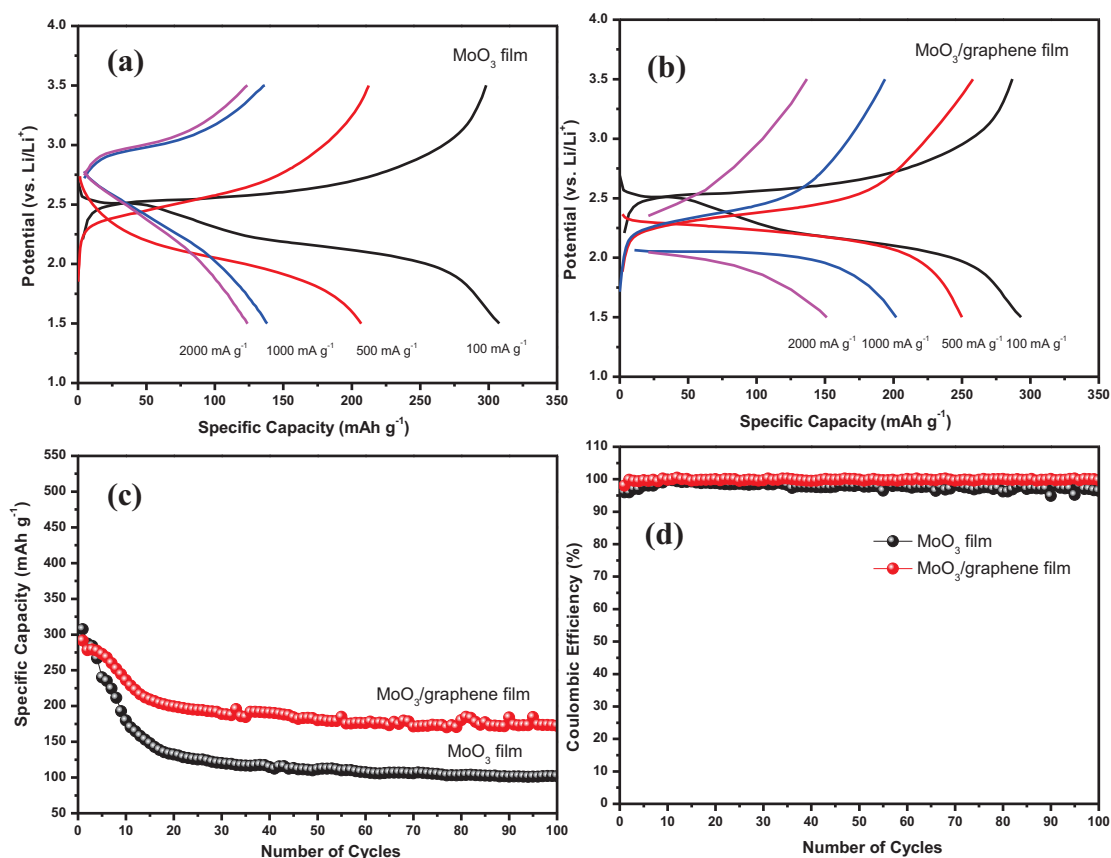 (a)
MoO₃ film
4.0
3.5
3.0
2.5
2.0
1.5
1.0
Potential (vs. Li/Li⁺)
2000 mA g⁻¹ 1000 mA g⁻¹ 500 mA g⁻¹ 100 mA g⁻¹
0 50 100 150 200 250 300 350
Specific Capacity (mAh g⁻¹)
(b)
MoO₃/graphene film
4.0
3.5
3.0
2.5
2.0
1.5
1.0
Potential (vs. Li/Li⁺)
2000 mA g⁻¹ 1000 mA g⁻¹ 500 mA g⁻¹ 100 mA g⁻¹
0 50 100 150 200 250 300 350
Specific Capacity (mAh g⁻¹)
(c)
550
500
450
400
350
300
250
200
150
100
50
Specific Capacity (mAh g⁻¹)
MoO₃/graphene film
MoO₃ film
0 10 20 30 40 50 60 70 80 90 100
Number of Cycles
110
100
90
80
70
60
50
40
30
20
10
0
Coulombic Efficiency (%)
(d)
MoO₃ film
MoO₃/graphene film
0 10 20 30 40 50 60 70 80 90 100
Number of Cycles